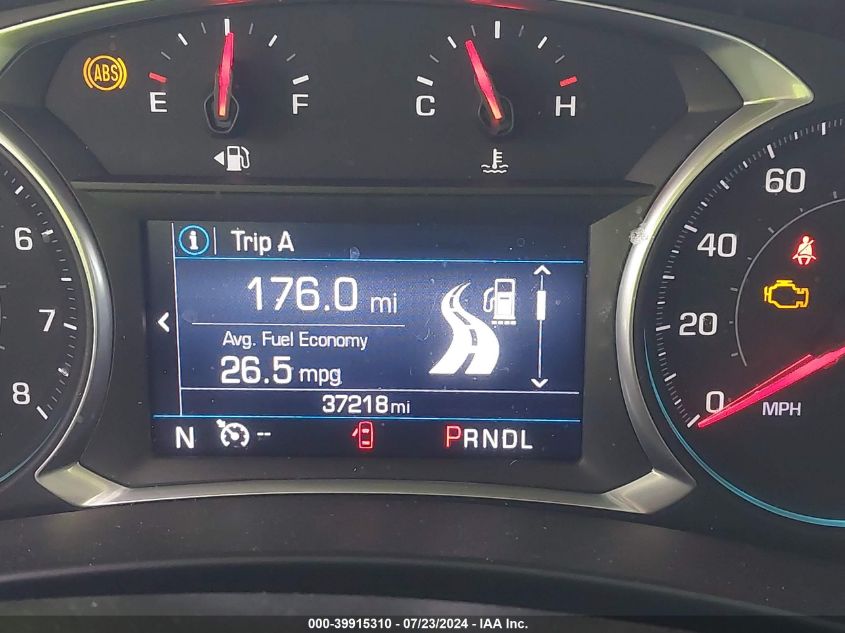 ABS
E F
C H
Trip A
176.0 mi
Avg. Fuel Economy
26.5 mpg
37218mi
N -- PRNDL
6
7
8
60
40
20
0
MPH
000-39915310 - 07/23/2024 - IAA Inc.